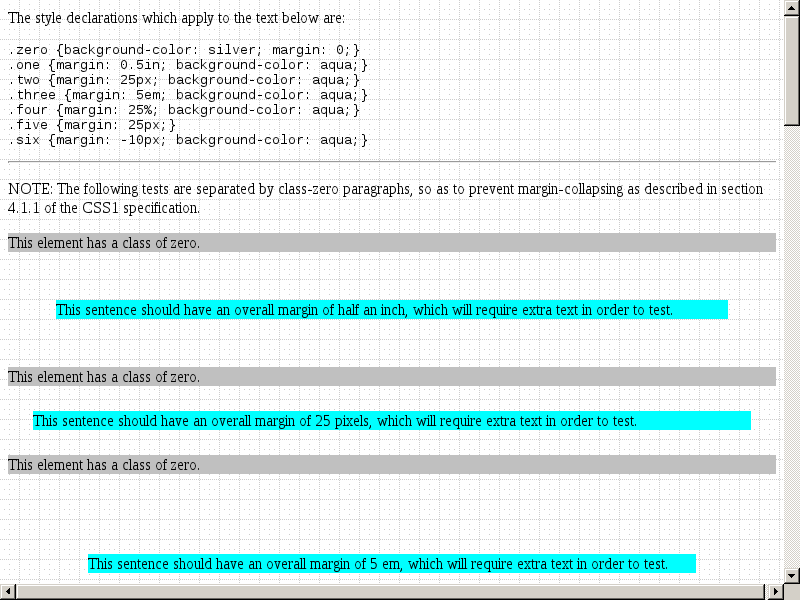 The style declarations which apply to the text below are:
.zero {background-color: silver; margin: 0;}
.one {margin: 0.5in; background-color: aqua;}
.two {margin: 25px; background-color: aqua;}
.three {margin: 5em; background-color: aqua;}
.four {margin: 25%; background-color: aqua;}
.five {margin: 25px;}
.six {margin: -10px; background-color: aqua;}
NOTE: The following tests are separated by class-zero paragraphs, so as to prevent margin-collapsing as described in section
4.1.1 of the CSS1 specification.
This element has a class of zero.
This sentence should have an overall margin of half an inch, which will require extra text in order to test.
This element has a class of zero.
This sentence should have an overall margin of 25 pixels, which will require extra text in order to test.
This element has a class of zero.
This sentence should have an overall margin of 5 em, which will require extra text in order to test.